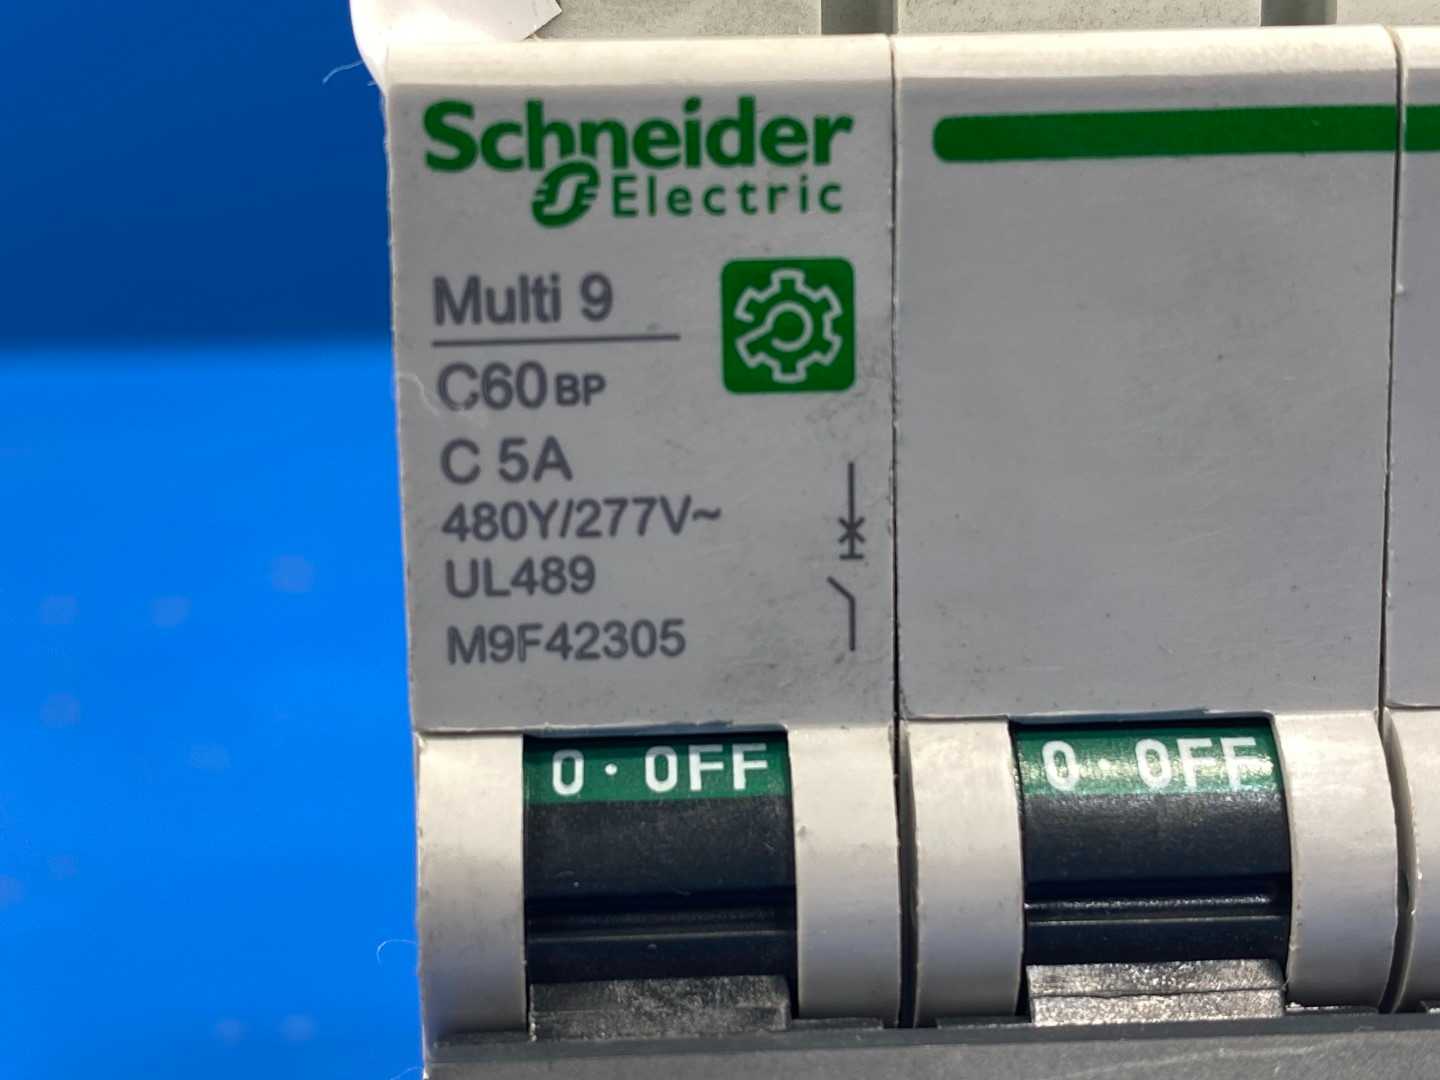 Schneider
Electric
Multi 9
C60BP
C 5A
480Y/277V~
UL489
M9F42305
0 · OFF
0 · OFF